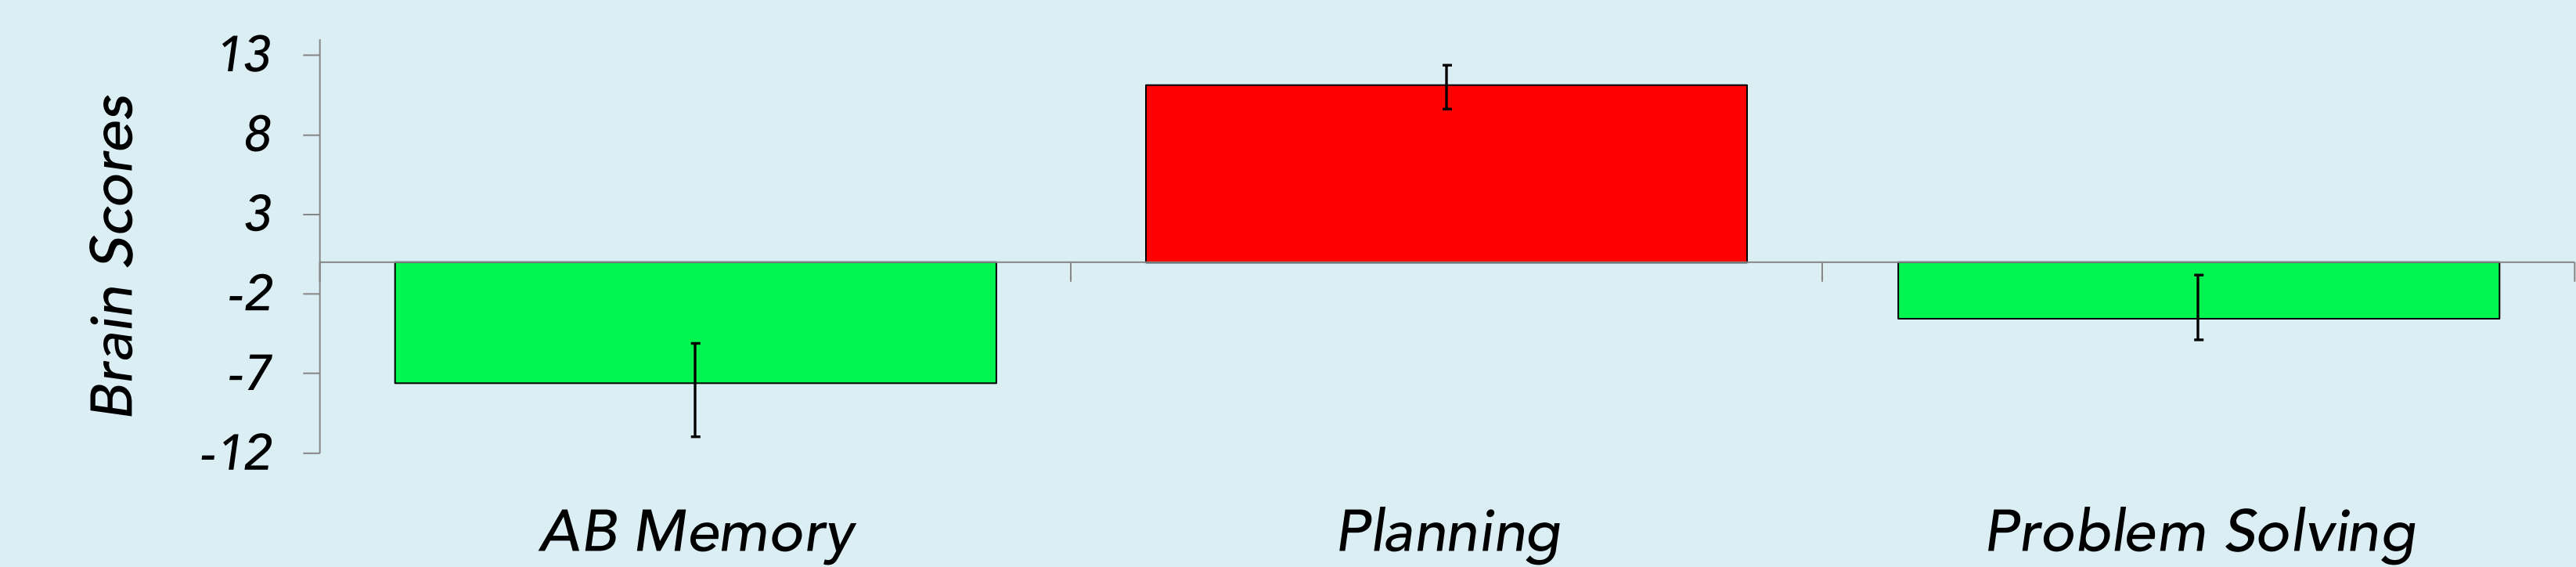 Brain Scores
13
8
3
-2
-7
-12
AB Memory
Planning
Problem Solving